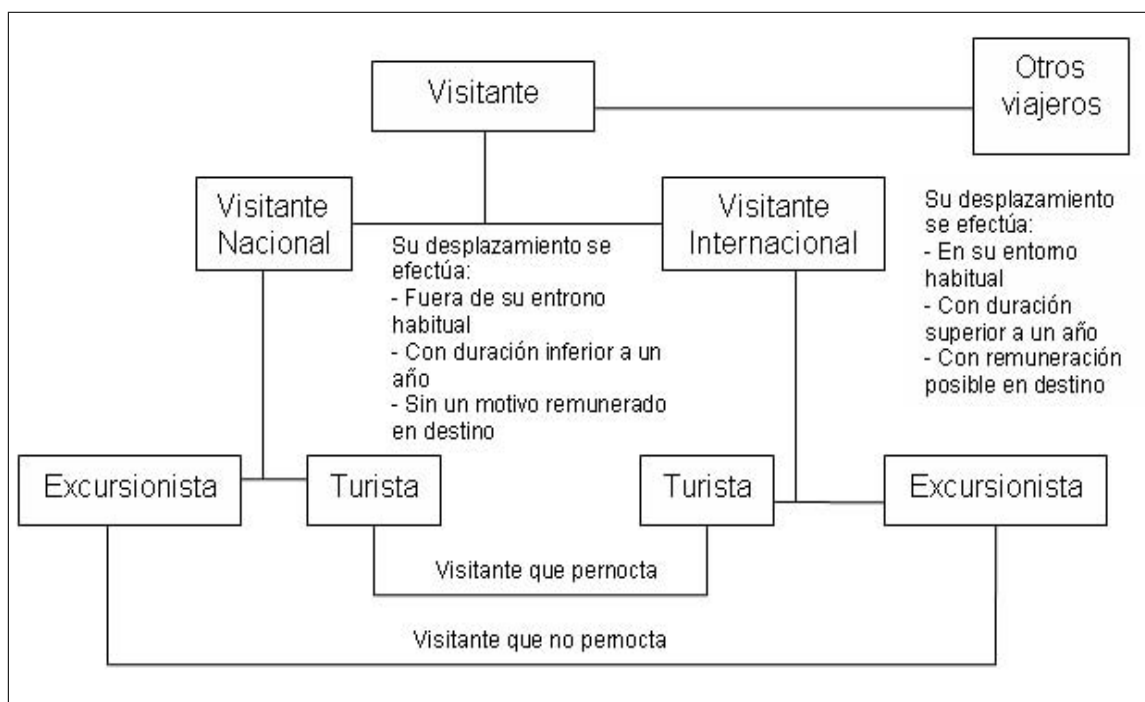 Visitante
Otros
viajeros
Visitante
Nacional
Visitante
Internacional
Su desplazamiento se
efectúa:
- Fuera de su entrono
habitual
- Con duración inferior a un
año
- Sin un motivo remunerado
en destino
Su desplazamiento
se efectúa:
- En su entorno
habitual
- Con duración
superior a un año
- Con remuneración
posible en destino
Excursionista
Turista
Turista
Excursionista
Visitante que pernocta
Visitante que no pernocta